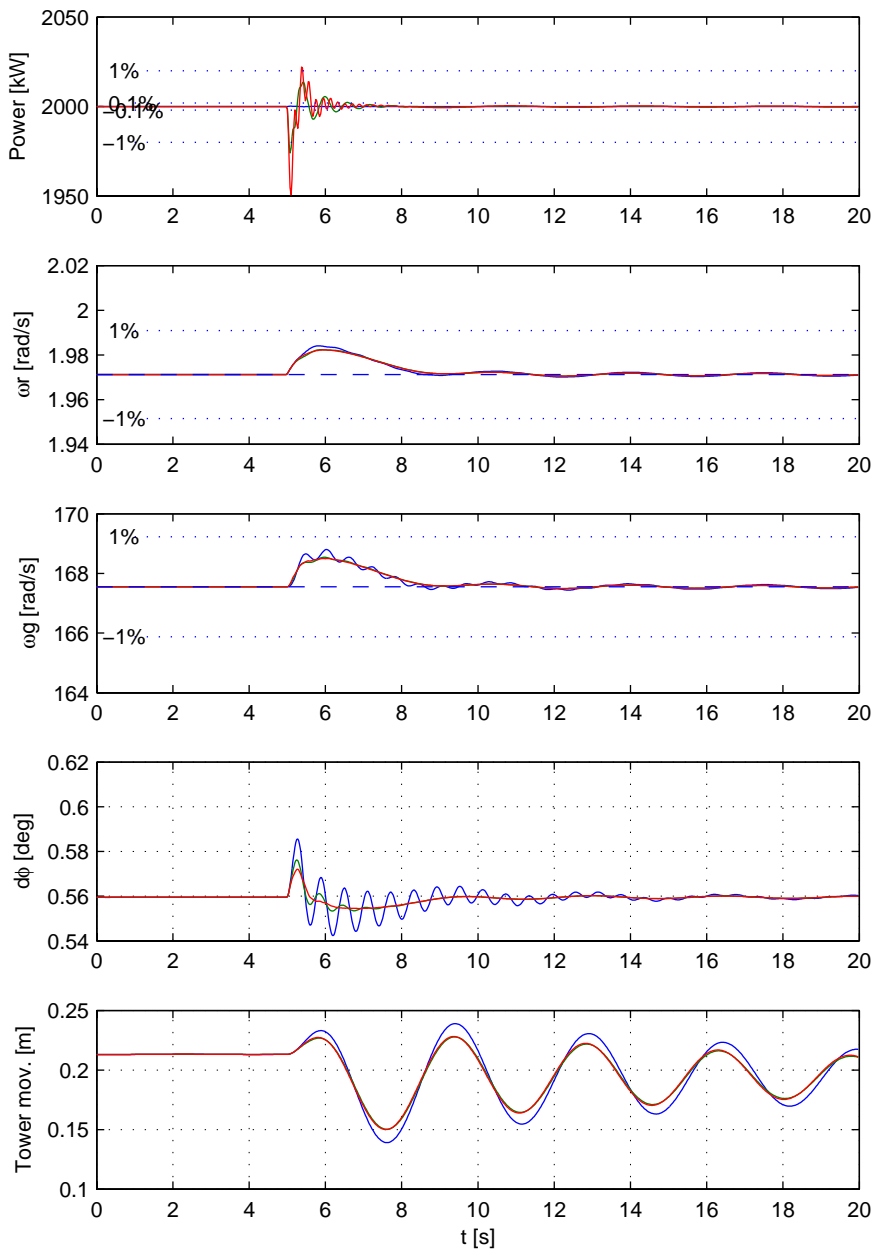 2050
1%
0.1%
2000
−0.1%
−1%
1950
Power [kW]
0 2 4 6 8 10 12 14 16 18 20
2.02
2
1%
1.98
1.96
−1%
1.94
ωr [rad/s]
0 2 4 6 8 10 12 14 16 18 20
170
1%
168
166
−1%
164
ωg [rad/s]
0 2 4 6 8 10 12 14 16 18 20
0.62
0.6
0.58
0.56
0.54
dϕ [deg]
0 2 4 6 8 10 12 14 16 18 20
0.25
0.2
0.15
0.1
Tower mov. [m]
0 2 4 6 8 10 12 14 16 18 20
t [s]